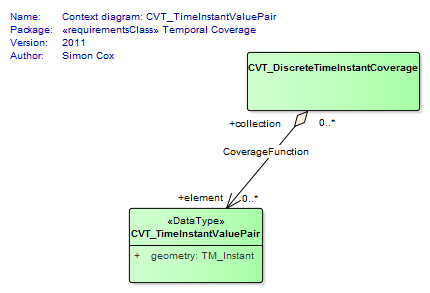 Name: Context diagram: CVT_TimeInstantValuePair
Package: «requirementsClass» Temporal Coverage
Version: 2011
Author: Simon Cox
CVT_DiscreteTimeInstantCoverage
+collection 0..*
CoverageFunction
+element 0..*
«DataType»
CVT_TimeInstantValuePair
+ geometry: TM_Instant